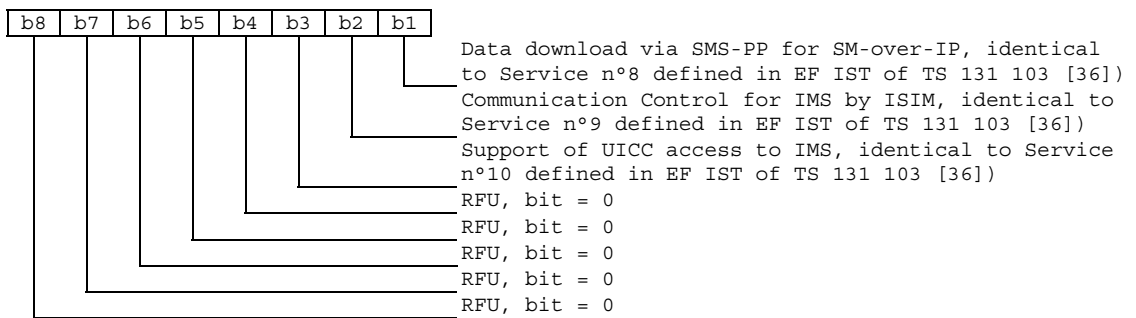 b8 b7 b6 b5 b4 b3 b2 b1
Data download via SMS-PP for SM-over-IP, identical
to Service n°8 defined in EF IST of TS 131 103 [36])
Communication Control for IMS by ISIM, identical to
Service n°9 defined in EF IST of TS 131 103 [36])
Support of UICC access to IMS, identical to Service
n°10 defined in EF IST of TS 131 103 [36])
RFU, bit = 0
RFU, bit = 0
RFU, bit = 0
RFU, bit = 0
RFU, bit = 0